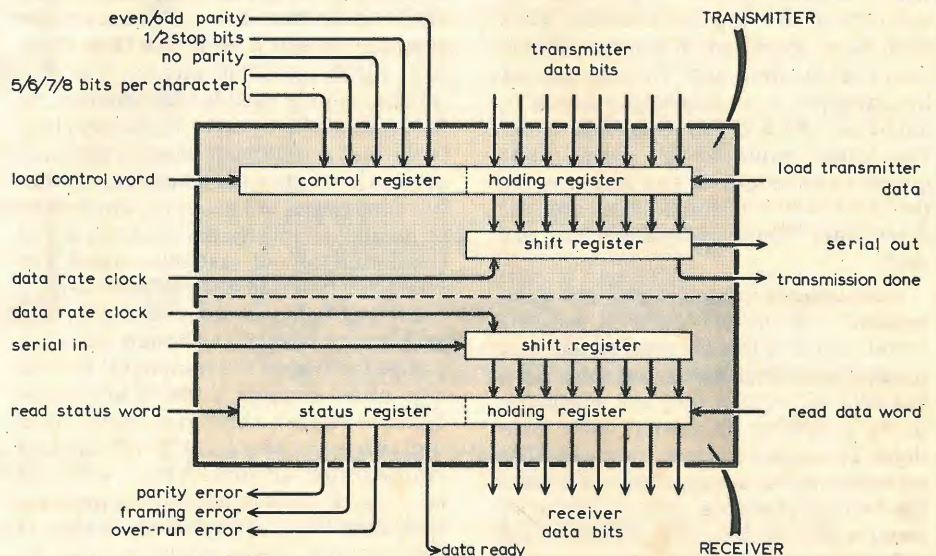 even/odd parity
1/2 stop bits
no parity
5/6/7/8 bits per character
transmitter
data bits
TRANSMITTER
load control word
control register
holding register
load transmitter
data
shift register
serial out
data rate clock
transmission done
data rate clock
serial in
shift register
read status word
status register
holding register
read data word
parity error
framing error
over-run error
data ready
receiver
data bits
RECEIVER